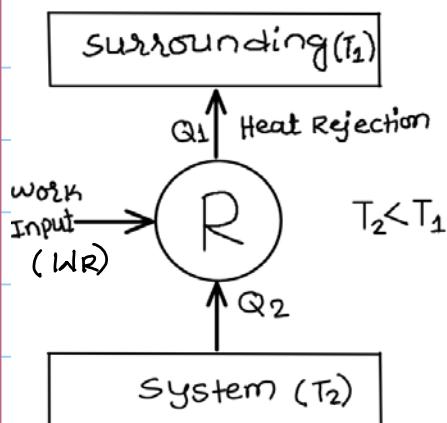 Surrounding (T1)
Q1 Heat Rejection
Work
Input
(WR)
R
T2<T1
Q2
System (T2)